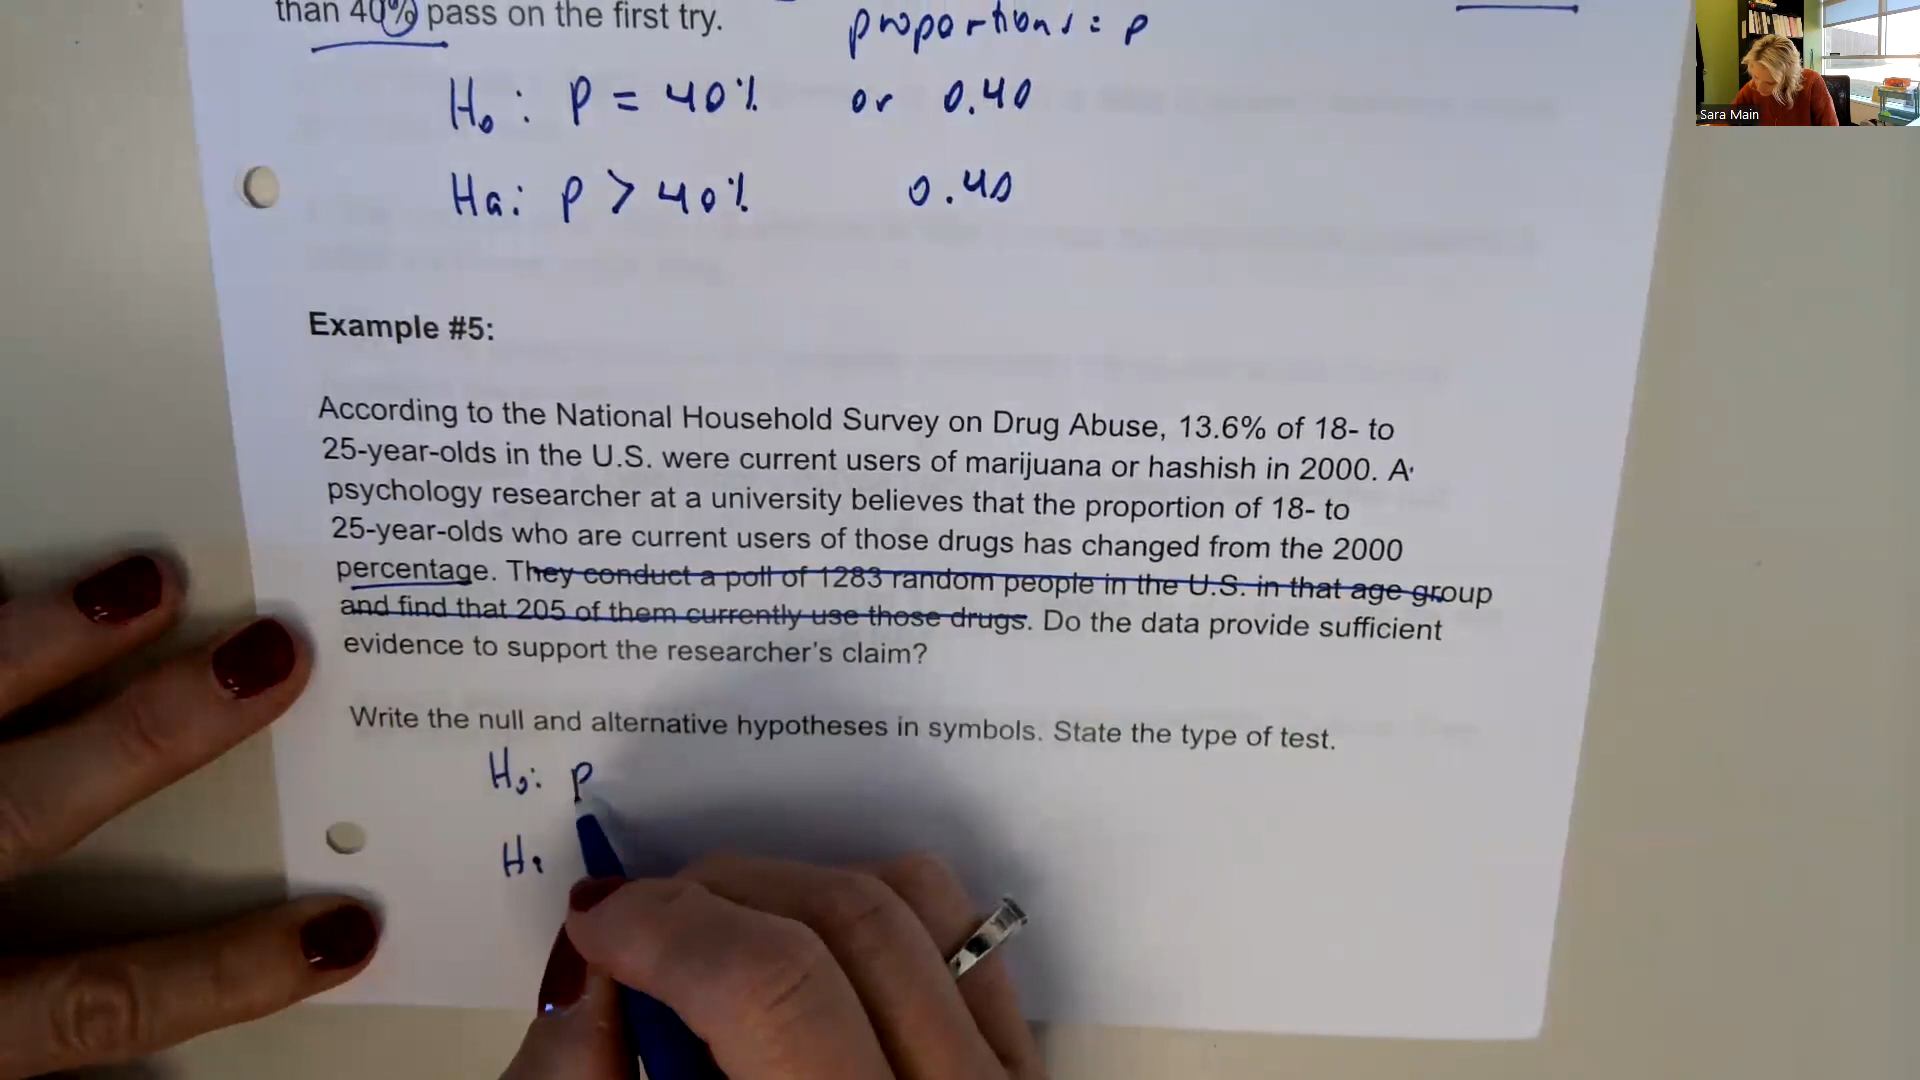 than 40% pass on the first try.
proportions: p
H₀: p = 40% or 0.40
Ha: p > 40% 0.40
Example #5:
According to the National Household Survey on Drug Abuse, 13.6% of 18- to
25-year-olds in the U.S. were current users of marijuana or hashish in 2000. A
psychology researcher at a university believes that the proportion of 18- to
25-year-olds who are current users of those drugs has changed from the 2000
percentage. They conduct a poll of 1283 random people in the U.S. in that age group
and find that 205 of them currently use those drugs. Do the data provide sufficient
evidence to support the researcher's claim?
Write the null and alternative hypotheses in symbols. State the type of test.
H₀: p
H
Sara Main